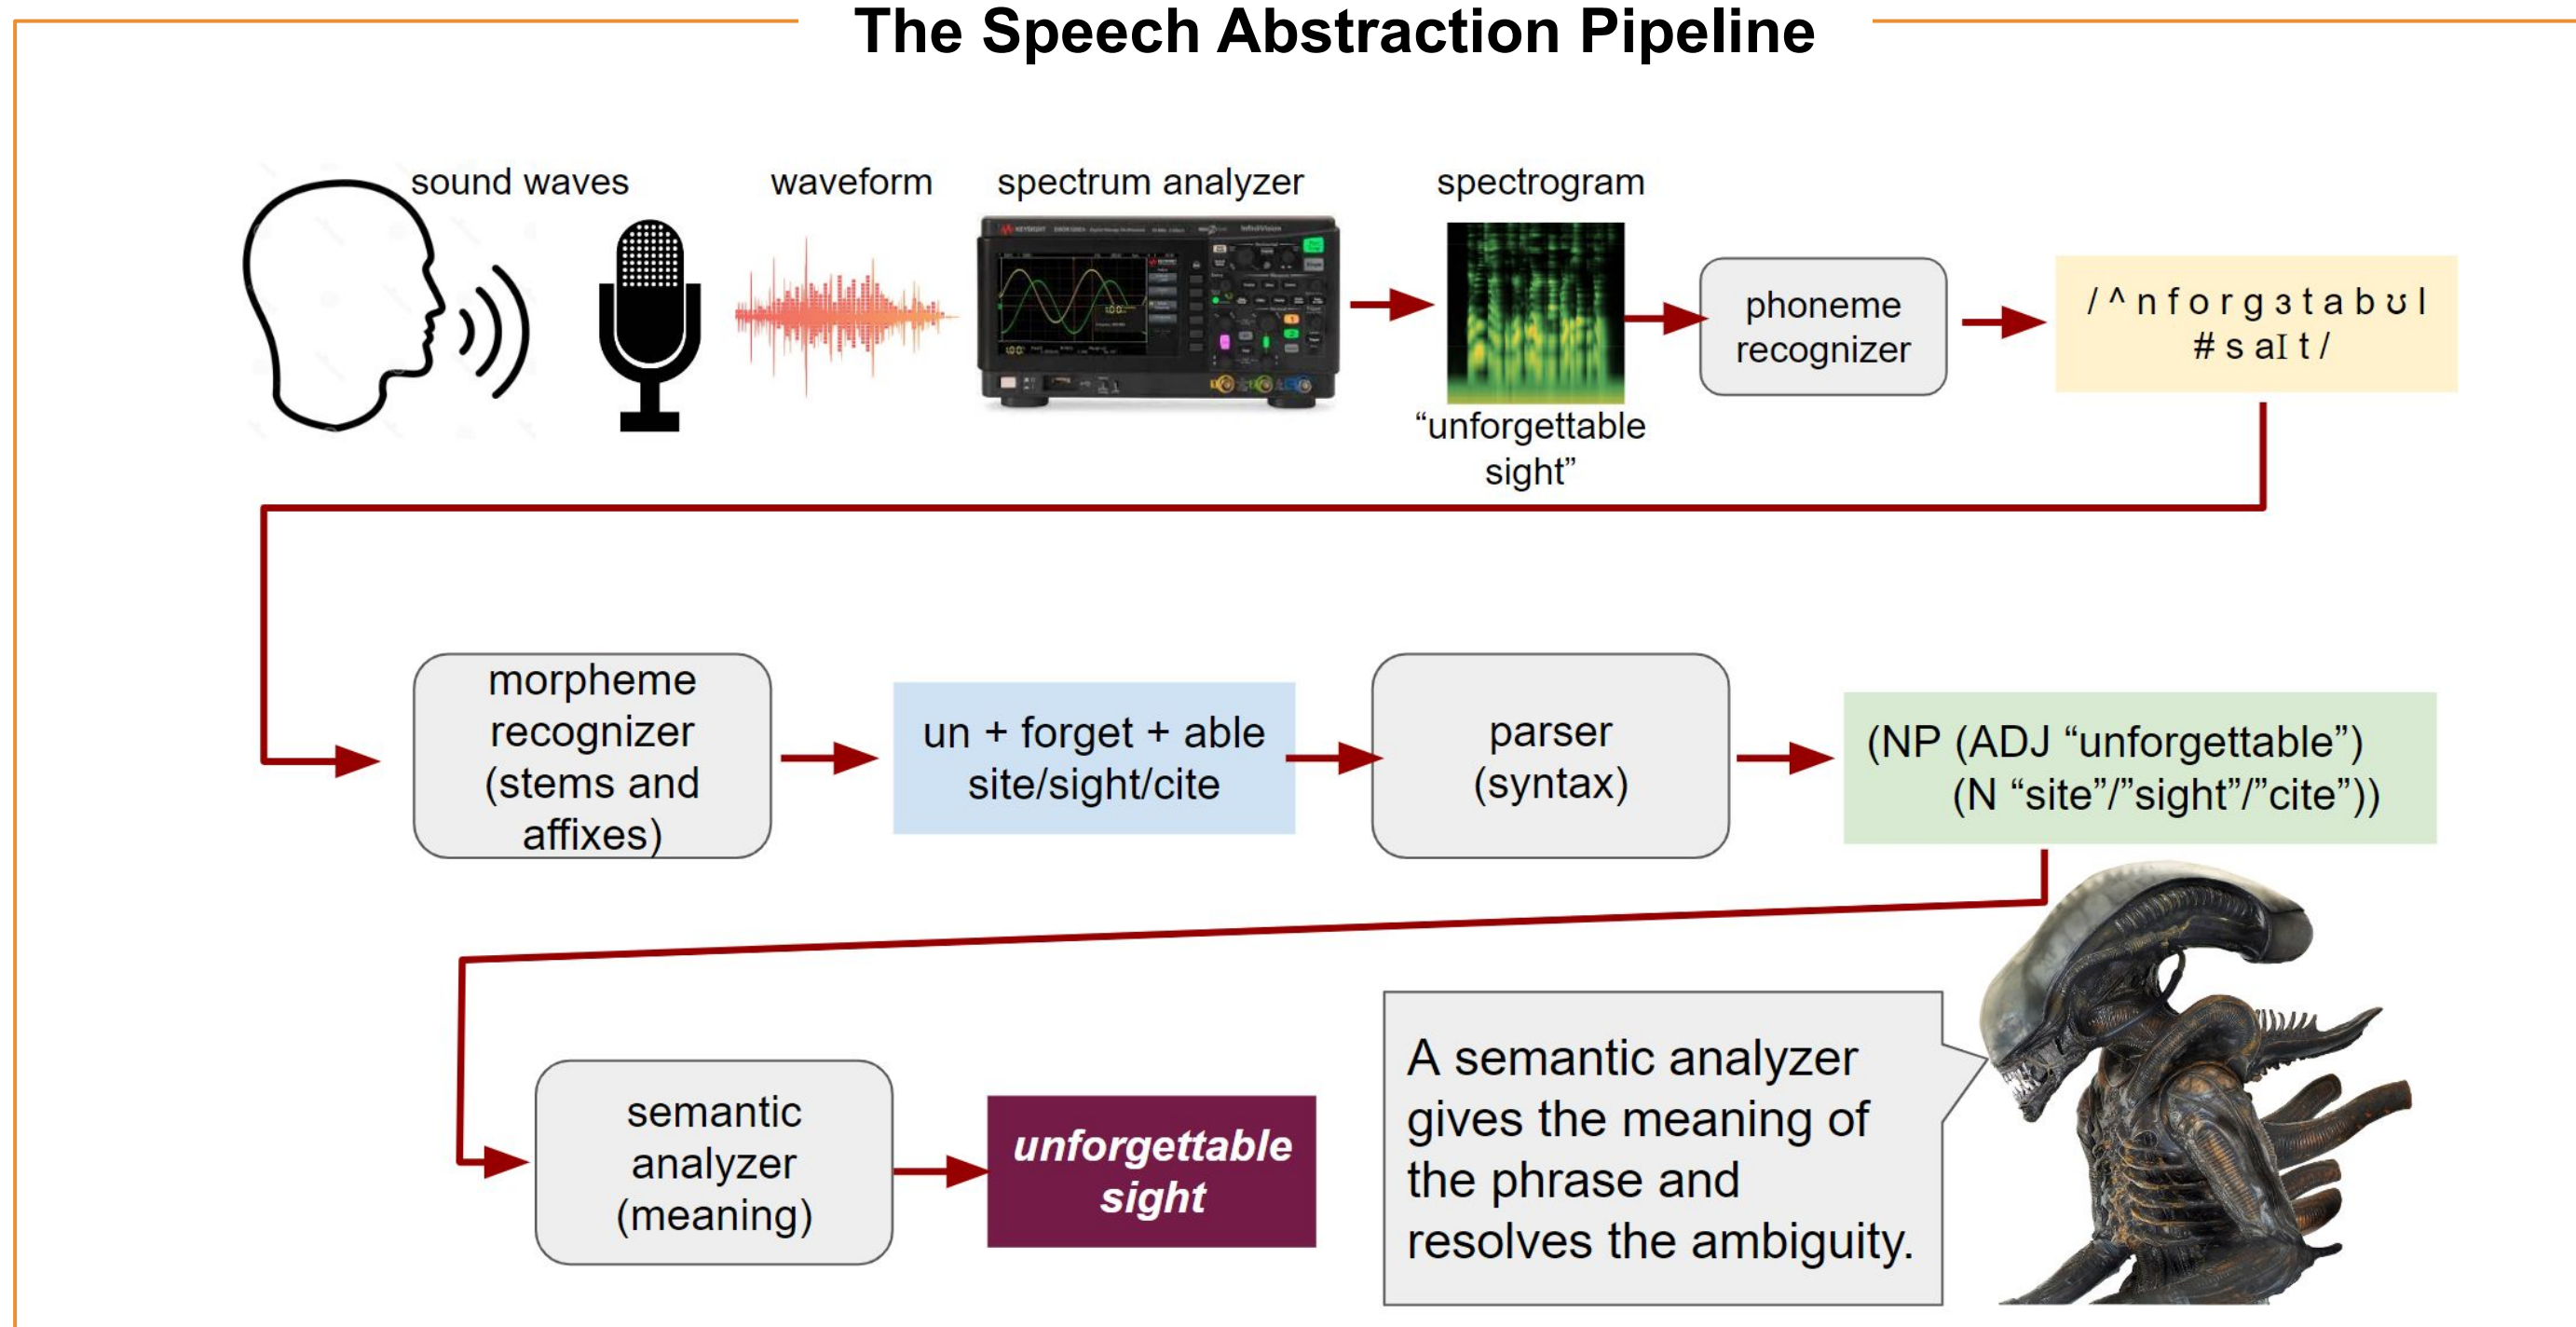 The Speech Abstraction Pipeline
sound waves
waveform
spectrum analyzer
spectrogram
KEYSIGHT
InfiniiVision
"unforgettable
sight"
phoneme
recognizer
/ ^ n f o r g ɜ t a b ʊ l
# s aI t /
morpheme
recognizer
(stems and
affixes)
un + forget + able
site/sight/cite
parser
(syntax)
(NP (ADJ “unforgettable”)
(N “site”/”sight”/”cite”))
semantic
analyzer
(meaning)
unforgettable
sight
A semantic analyzer
gives the meaning of
the phrase and
resolves the ambiguity.